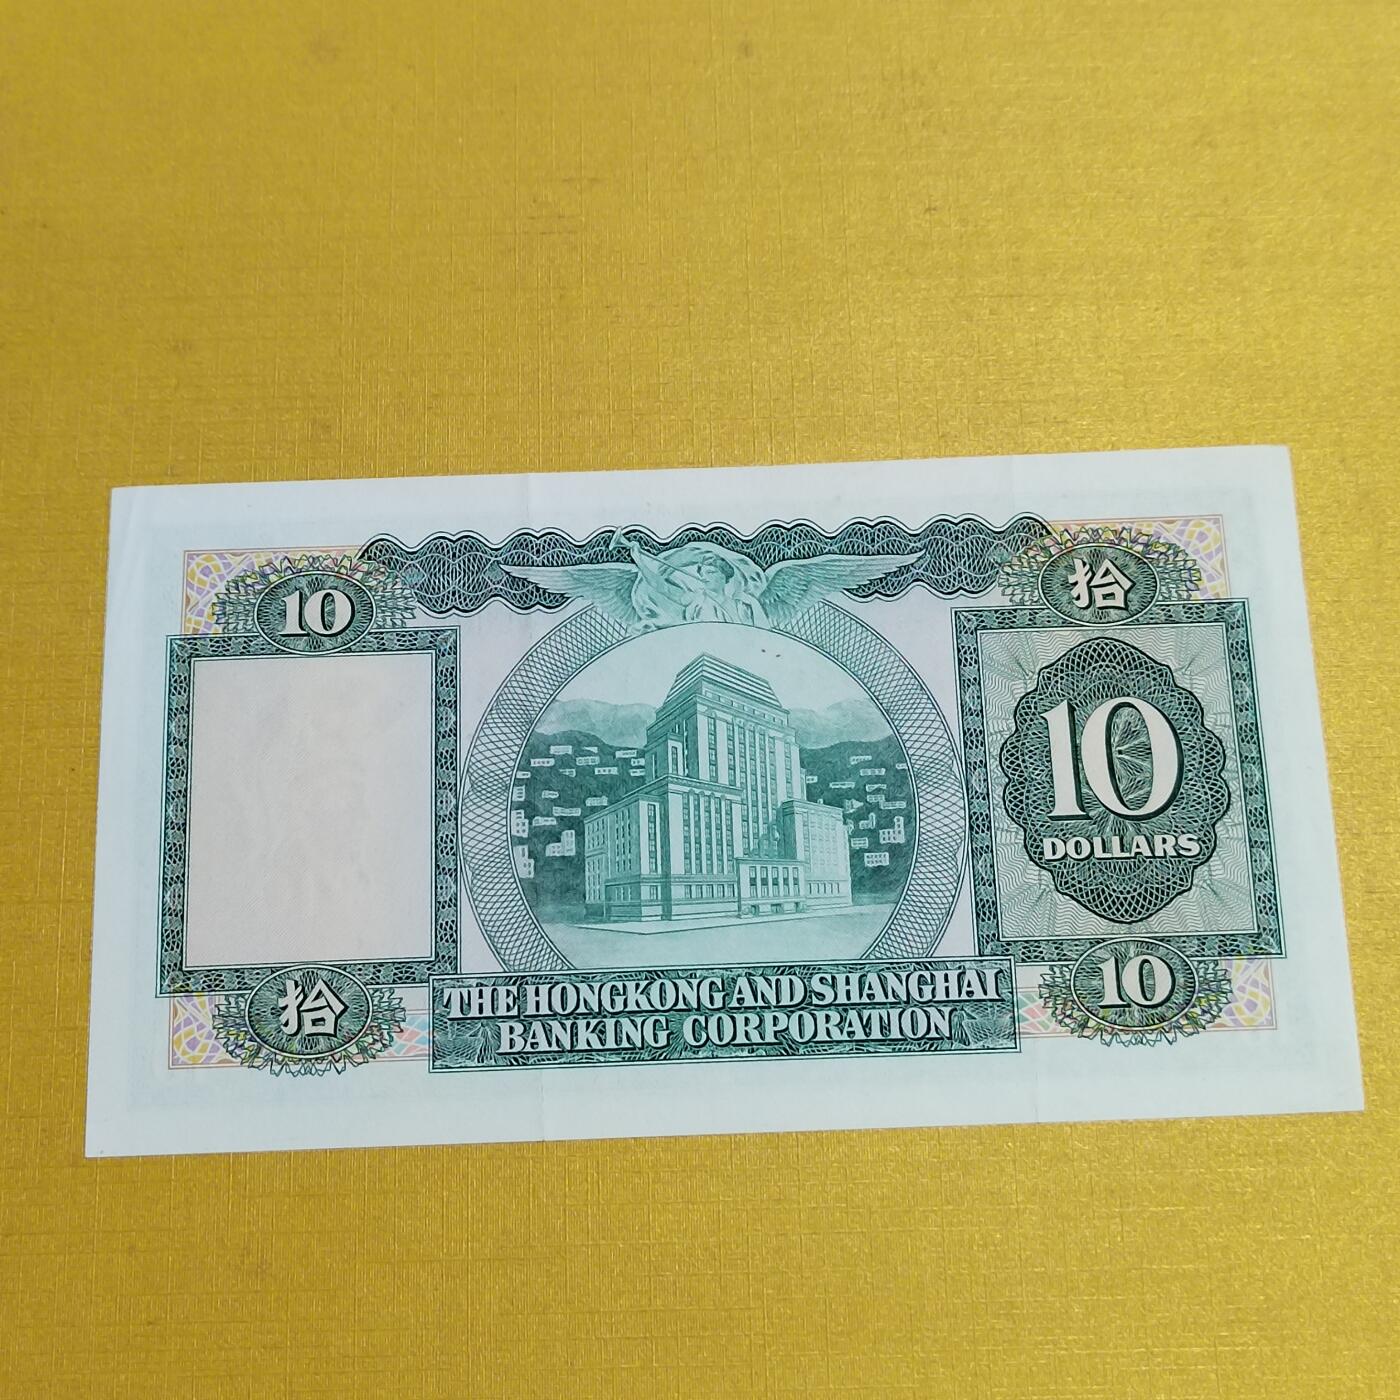 10
拾
10
DOLLARS
拾
10
THE HONGKONG AND SHANGHAI
BANKING CORPORATION